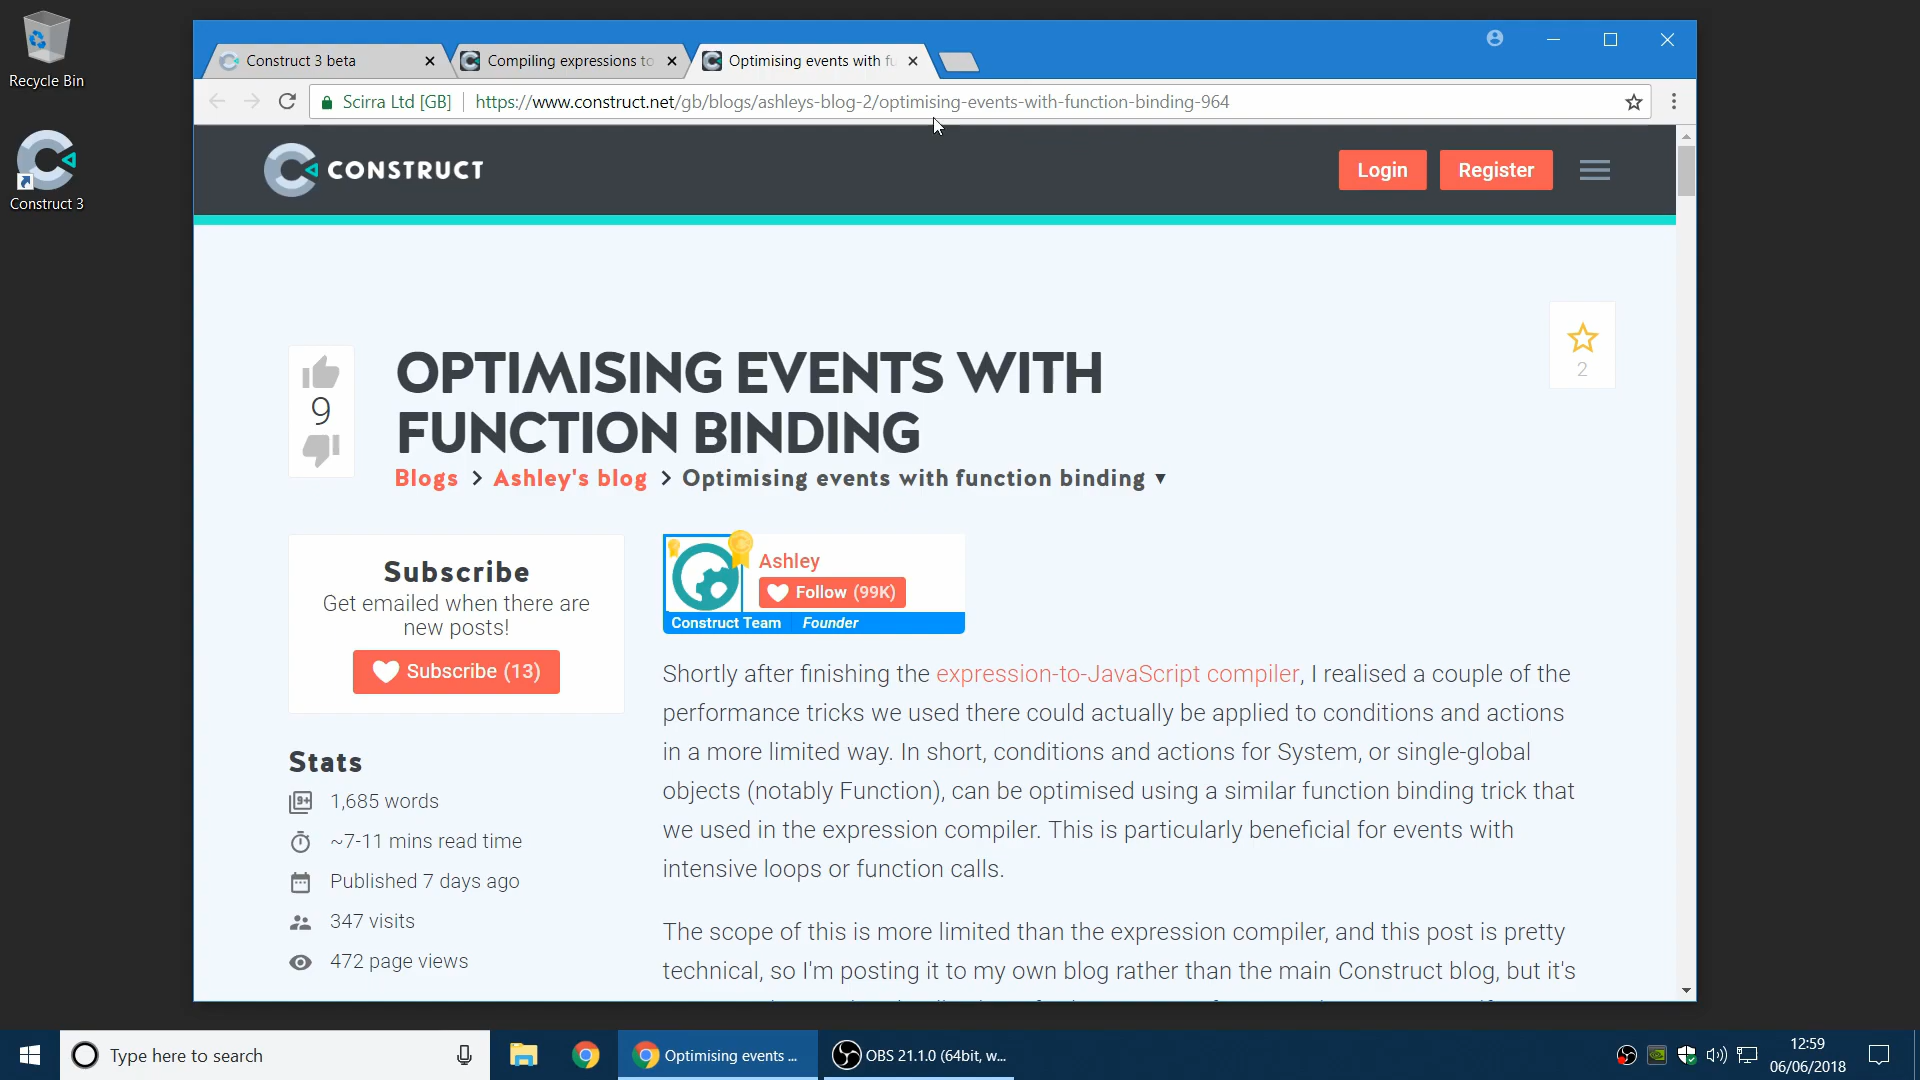 Recycle Bin
Construct 3
Construct 3 beta
Compiling expressions to
Optimising events with fu
Scirra Ltd [GB]
https://www.construct.net/gb/blogs/ashleys-blog-2/optimising-events-with-function-binding-964
CONSTRUCT
Login
Register
2
9
OPTIMISING EVENTS WITH
FUNCTION BINDING
Blogs > Ashley's blog > Optimising events with function binding ▼
Subscribe
Get emailed when there are
new posts!
Subscribe (13)
Stats
9+ 1,685 words
~7-11 mins read time
Published 7 days ago
347 visits
472 page views
Ashley
Follow (99K)
Construct Team Founder
Shortly after finishing the expression-to-JavaScript compiler, I realised a couple of the
performance tricks we used there could actually be applied to conditions and actions
in a more limited way. In short, conditions and actions for System, or single-global
objects (notably Function), can be optimised using a similar function binding trick that
we used in the expression compiler. This is particularly beneficial for events with
intensive loops or function calls.
The scope of this is more limited than the expression compiler, and this post is pretty
technical, so I'm posting it to my own blog rather than the main Construct blog, but it's
Type here to search
Optimising events ...
OBS 21.1.0 (64bit, w...
12:59
06/06/2018